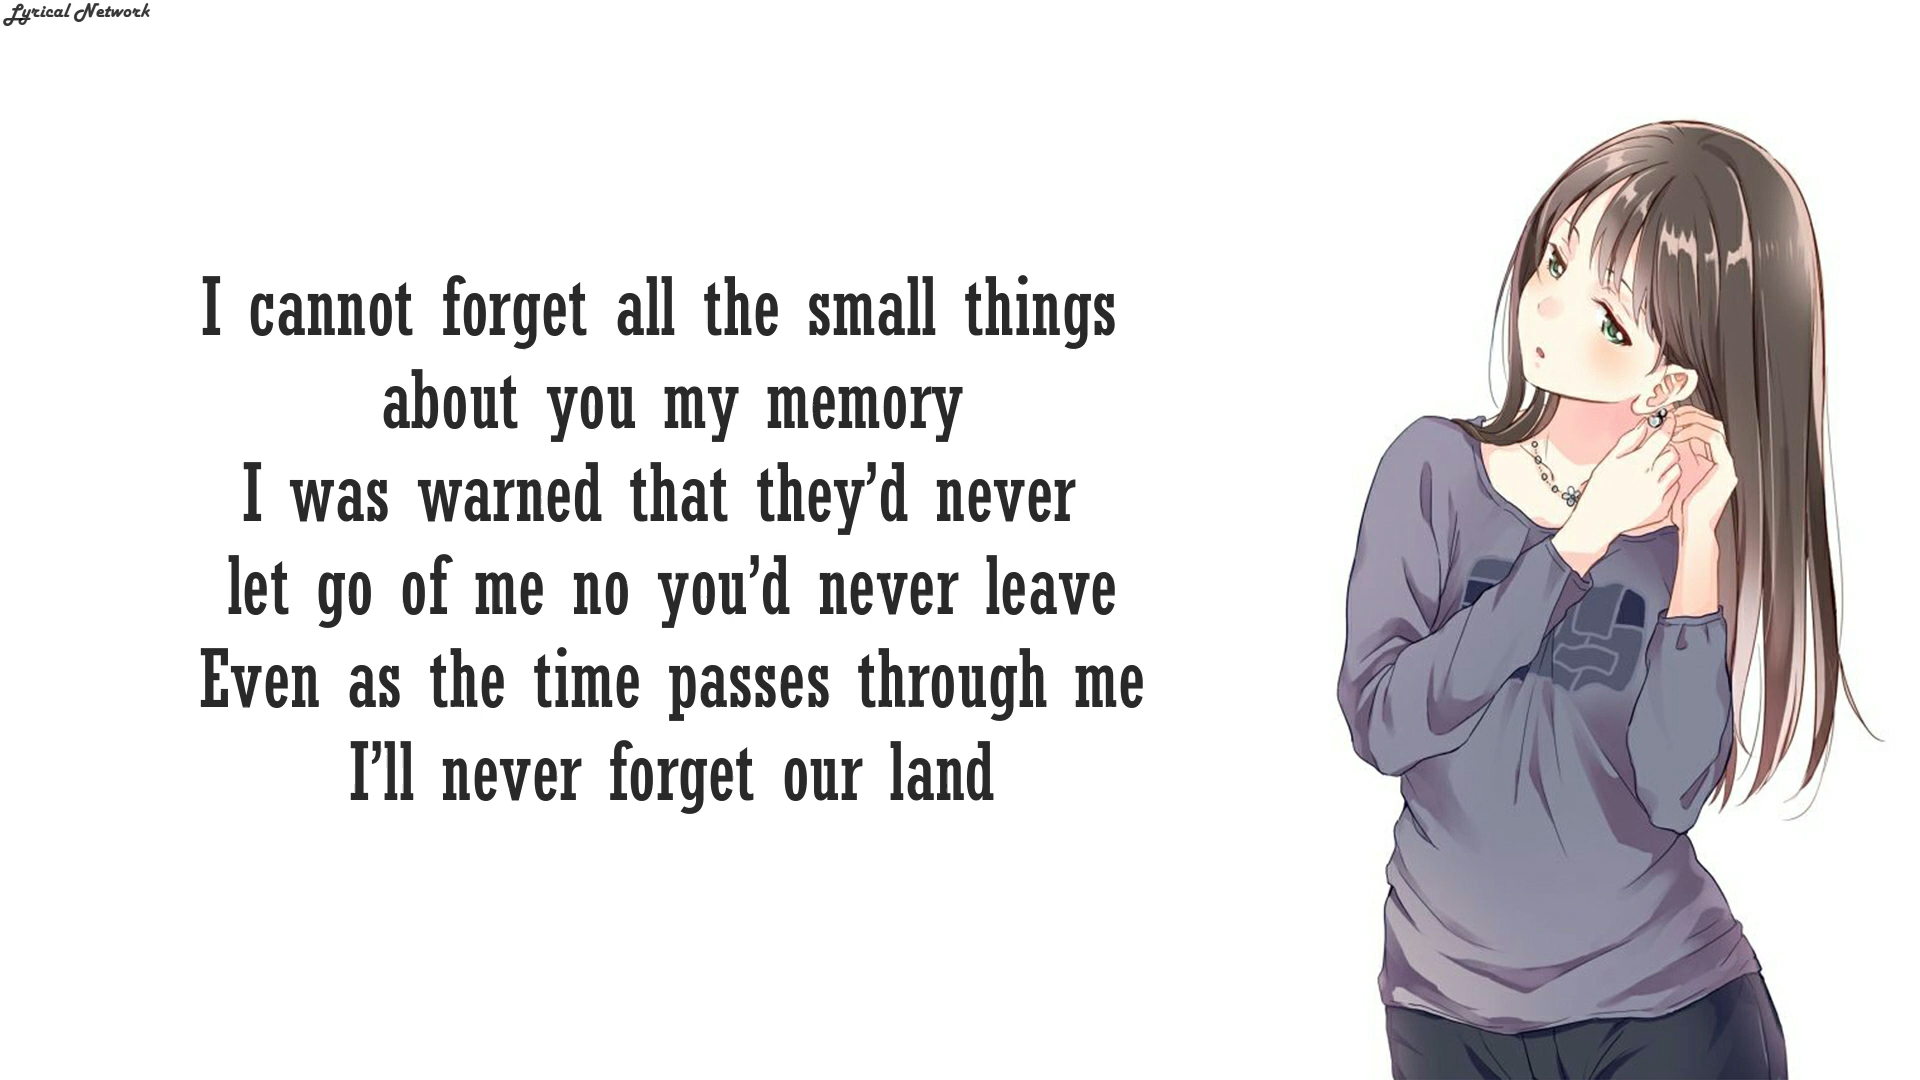 Lyrical Network
I cannot forget all the small things
about you my memory
I was warned that they’d never
let go of me no you’d never leave
Even as the time passes through me
I’ll never forget our land